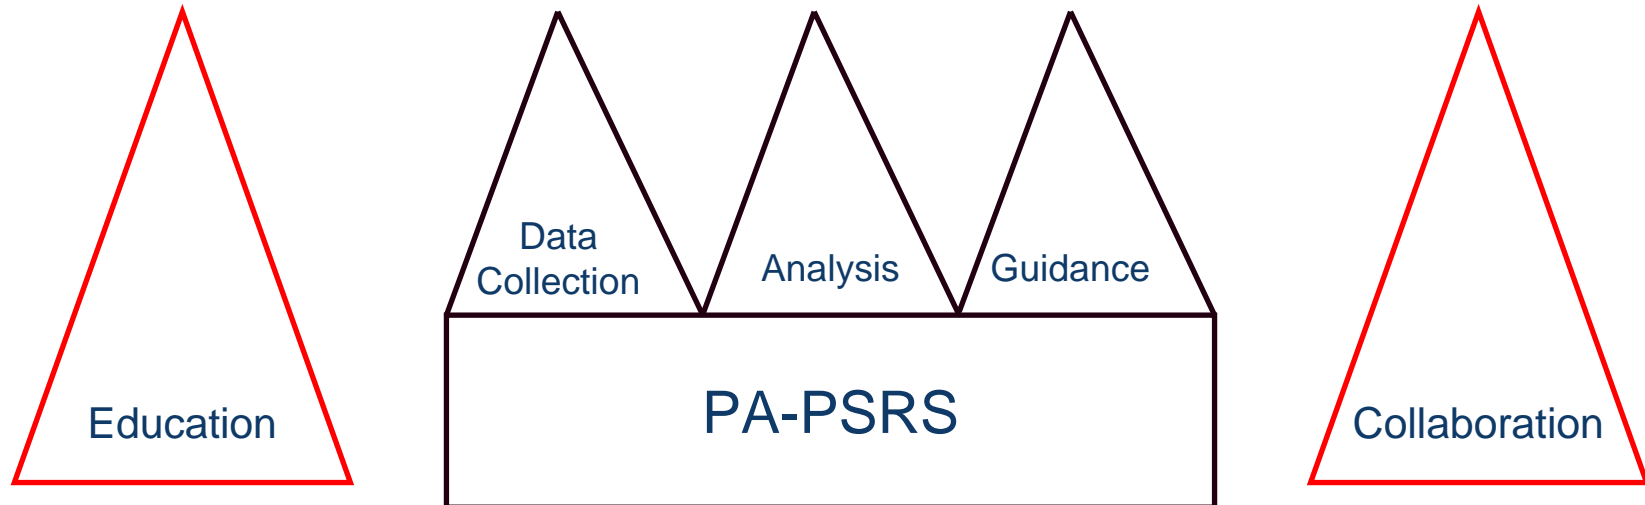 Education
Data
Collection
Analysis
Guidance
PA-PSRS
Collaboration